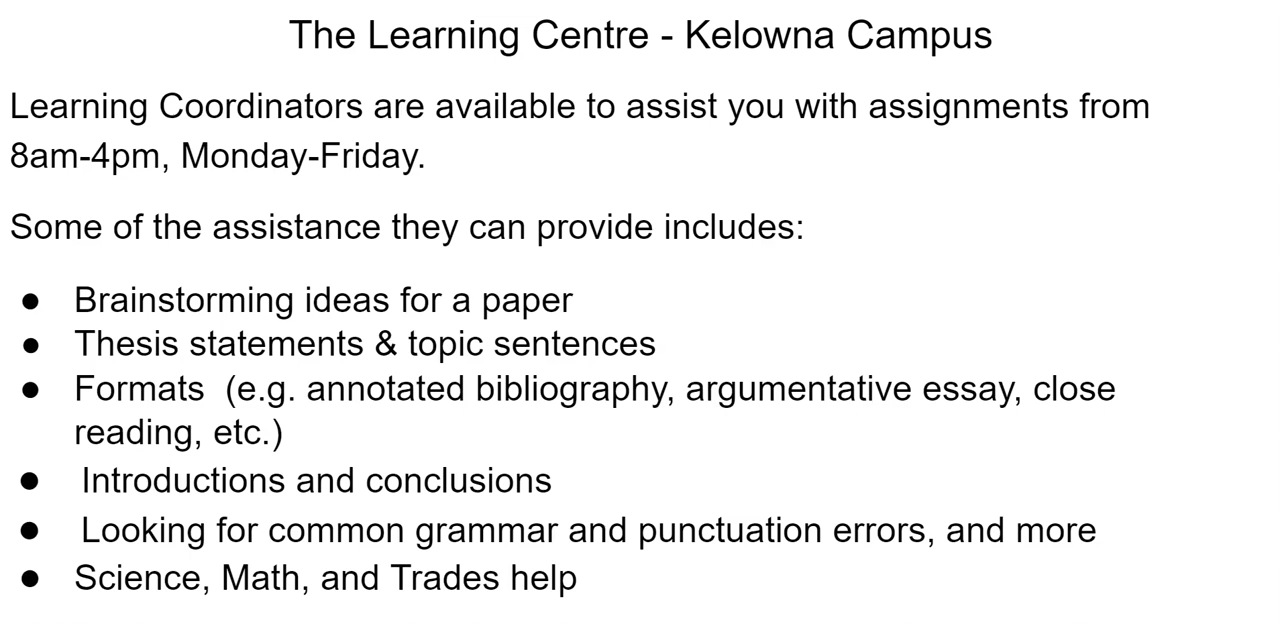 The Learning Centre - Kelowna Campus
Learning Coordinators are available to assist you with assignments from
8am-4pm, Monday-Friday.
Some of the assistance they can provide includes:
● Brainstorming ideas for a paper
● Thesis statements & topic sentences
● Formats  (e.g. annotated bibliography, argumentative essay, close
reading, etc.)
● Introductions and conclusions
● Looking for common grammar and punctuation errors, and more
● Science, Math, and Trades help